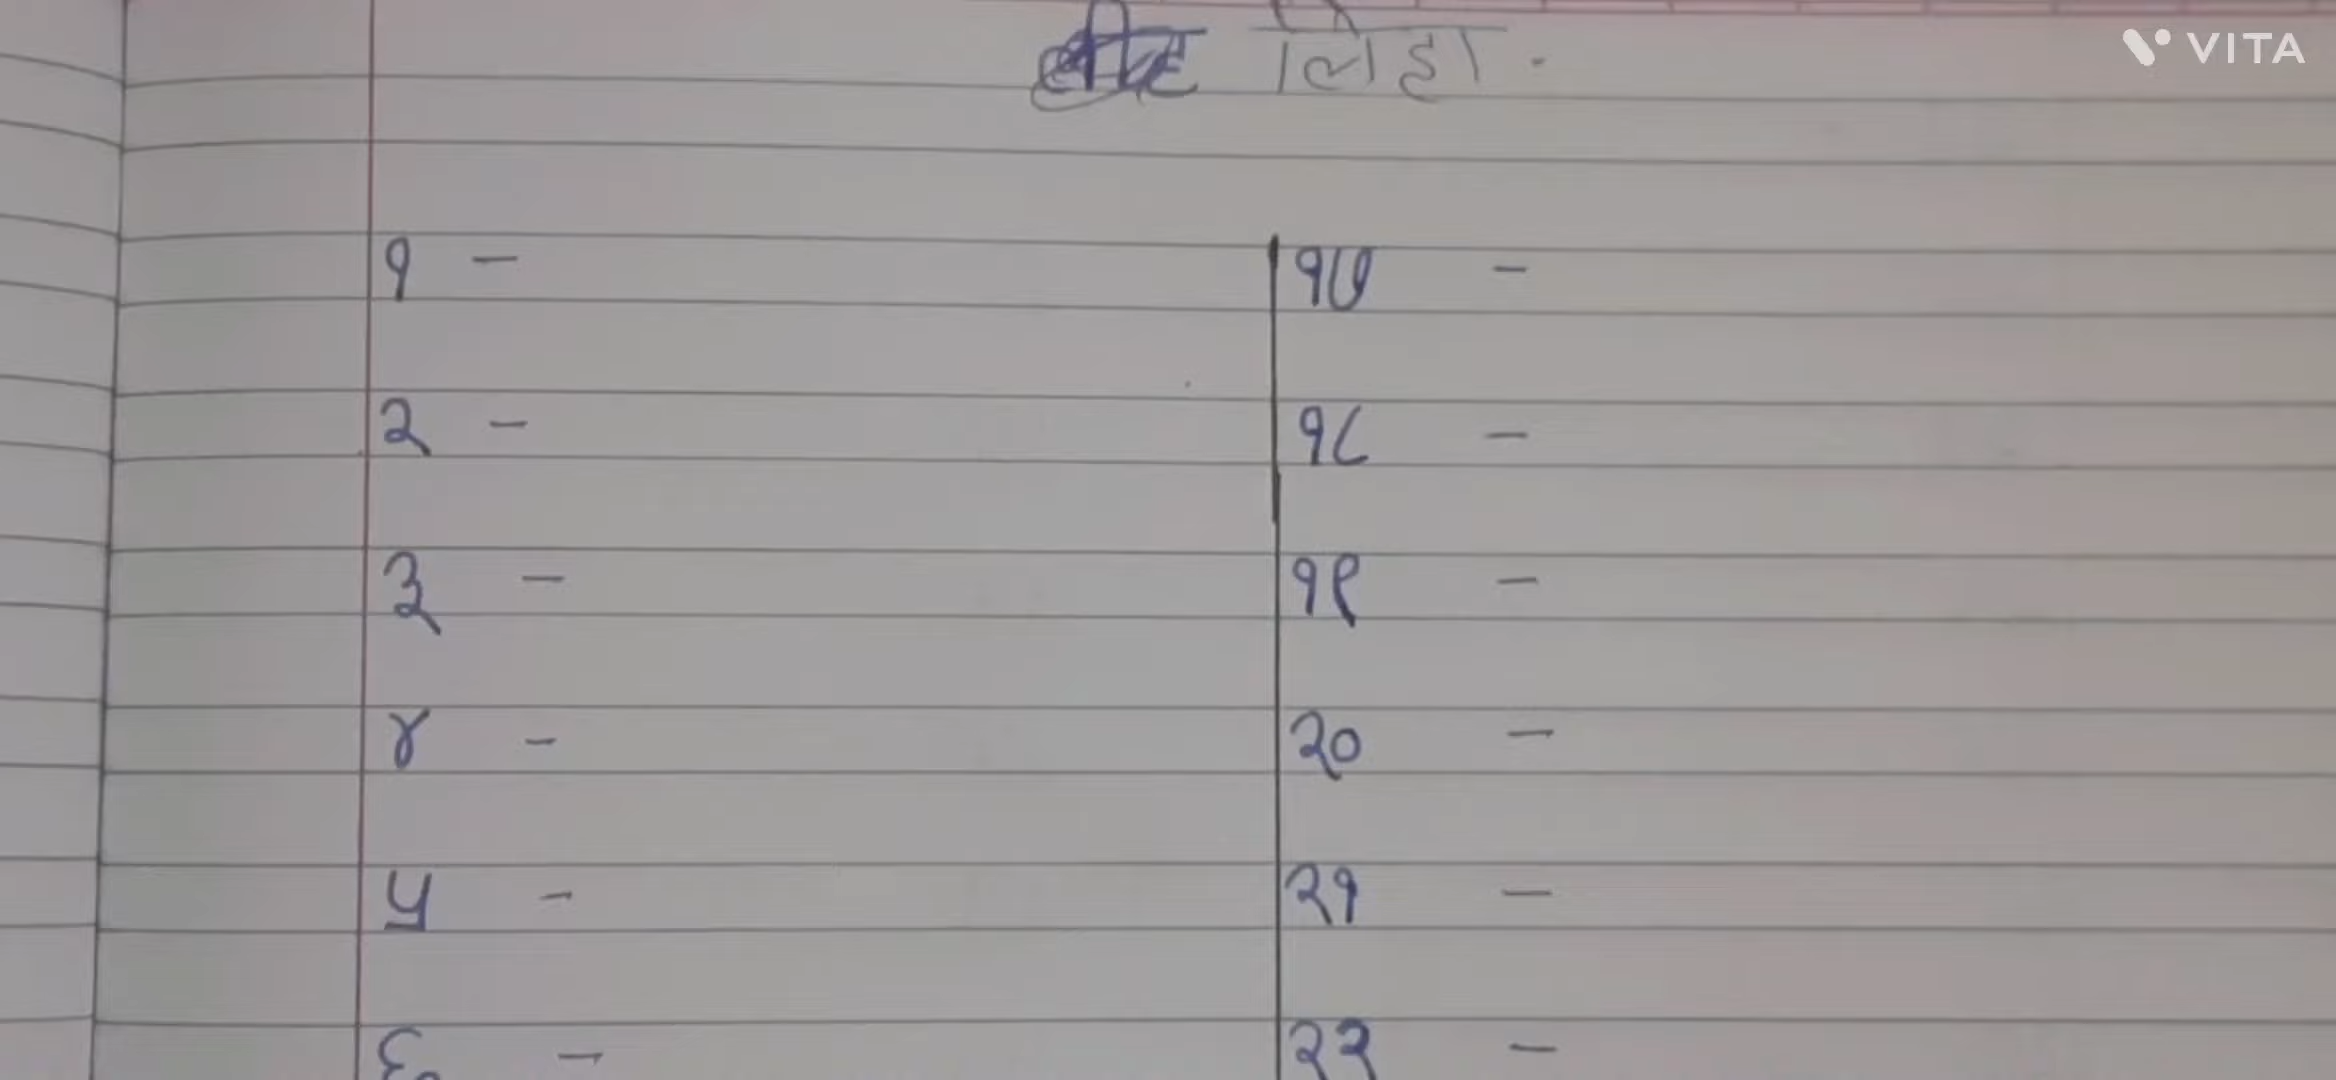 लिहा.
VITA
१ - १७ -
२ - १८ -
३ - १९ -
४ - २० -
५ - २१ -
६ - २२ -